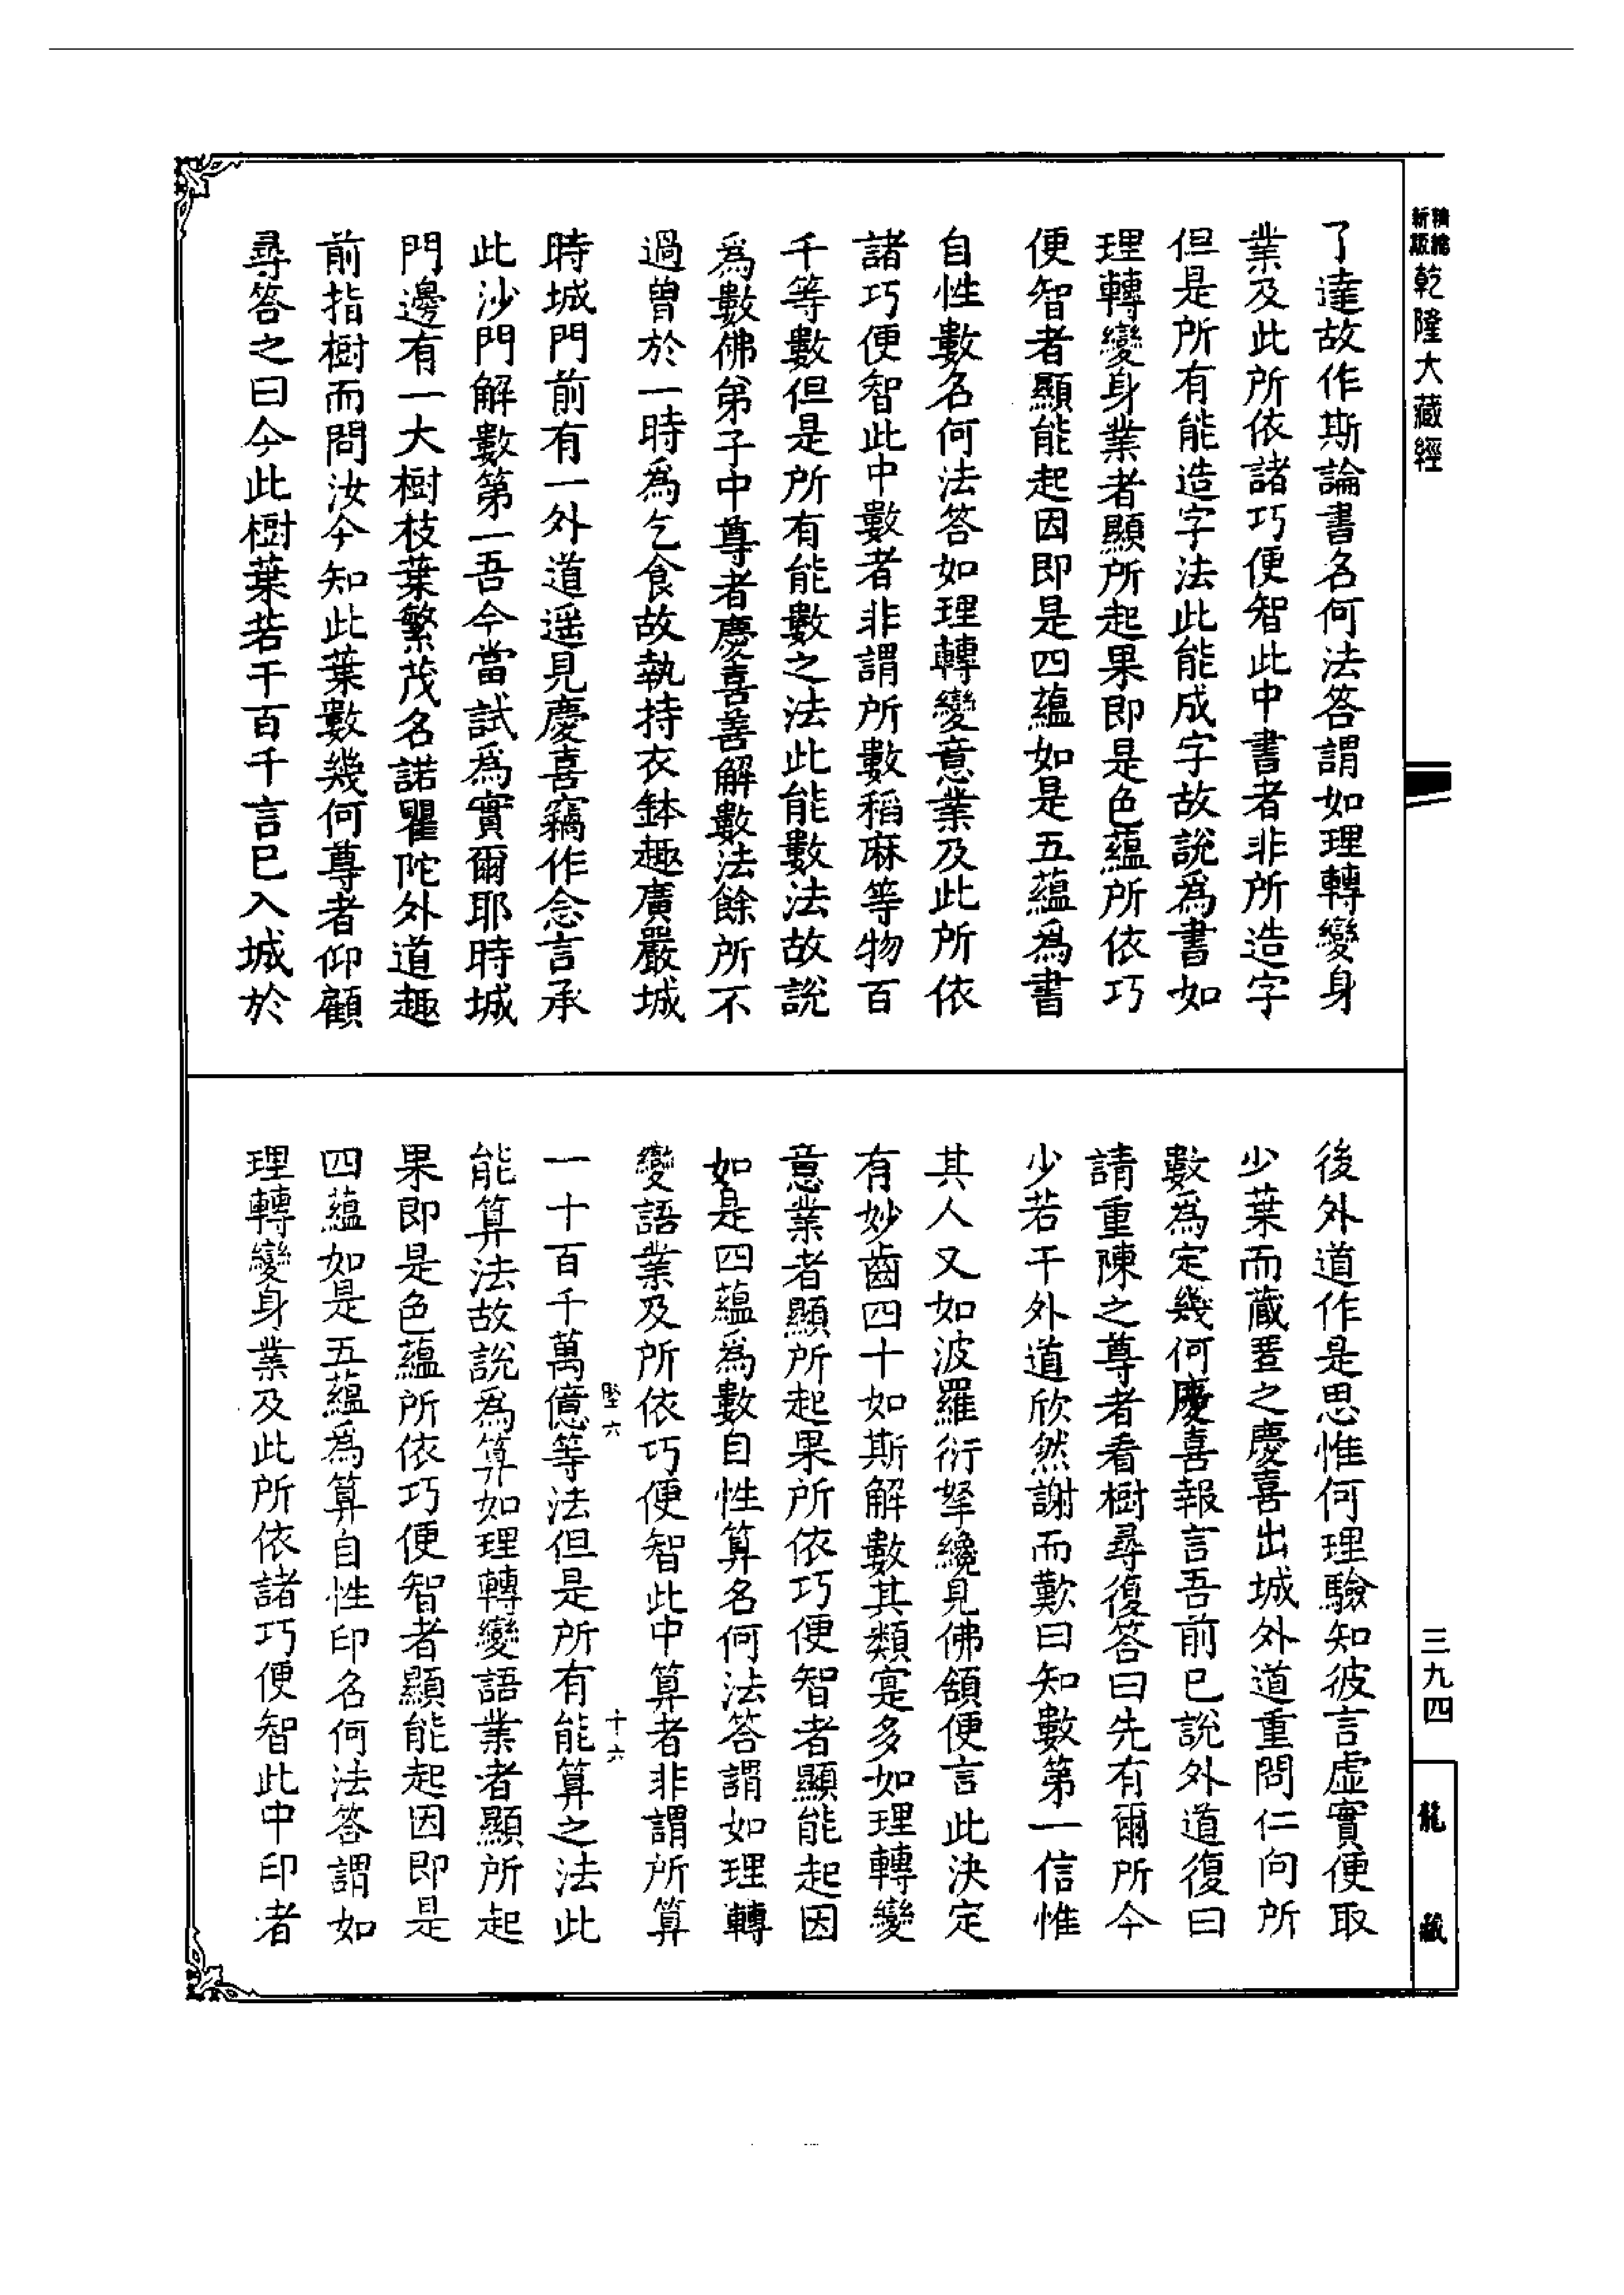 精縮新版乾隆大藏經
了達故作斯論書名何法答謂如理轉變身
業及此所依諸巧便智此中書者非所造字
但是所有能造字法此能成字故說為書如
理轉變身業者顯所起果即是色蘊所依巧
便智者顯能起因即是四蘊如是五蘊為書
自性數名何法答如理轉變意業及此所依
諸巧便智此中數者非謂所數稻麻等物百
千等數但是所有能數之法此能數法故說
為數佛弟子中尊者慶喜善解數法餘所不
過曾於一時為乞食故執持衣鉢趣廣嚴城
時城門前有一外道遥見慶喜竊作念言承
此沙門解數第一吾今當試為實爾耶時城
門邊有一大樹枝葉繁茂名諾瞿陀外道趣
前指樹而問汝今知此葉數幾何尊者仰顧
尋答之曰今此樹葉若干百千言已入城於
後外道作是思惟何理驗知彼言虛實便取
少葉而藏匿之慶喜出城外道重問仁向所
數為定幾何慶喜報言吾前已說外道復曰
請重陳之尊者看樹尋復答曰先有爾所今
少若干外道欣然謝而歎曰知數第一信惟
其人又如波羅衍拏纔見佛頷便言此決定
有妙齒四十如斯解數其類寔多如理轉變
意業者顯所起果所依巧便智者顯能起因
如是四蘊為數自性算名何法答謂如理轉
變語業及所依巧便智此中算者非謂所算
一十百千萬億等法但是所有能算之法此
能算法故說為算如理轉變語業者顯所起
果即是色蘊所依巧便智者顯能起因即是
四蘊如是五蘊為算自性印名何法答謂如
理轉變身業及此所依諸巧便智此中印者
十六
三九四
龍藏